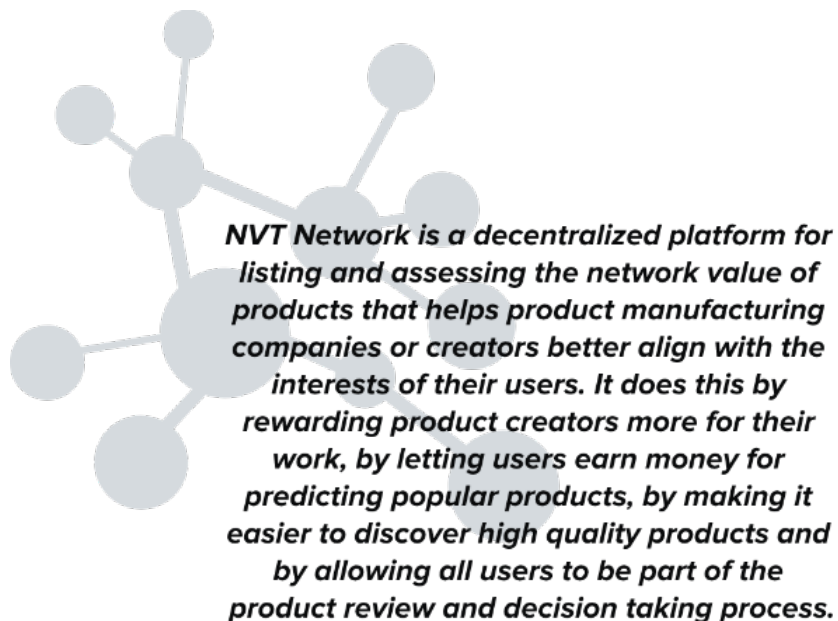 NVT Network is a decentralized platform for
listing and assessing the network value of
products that helps product manufacturing
companies or creators better align with the
interests of their users. It does this by
rewarding product creators more for their
work, by letting users earn money for
predicting popular products, by making it
easier to discover high quality products and
by allowing all users to be part of the
product review and decision taking process.